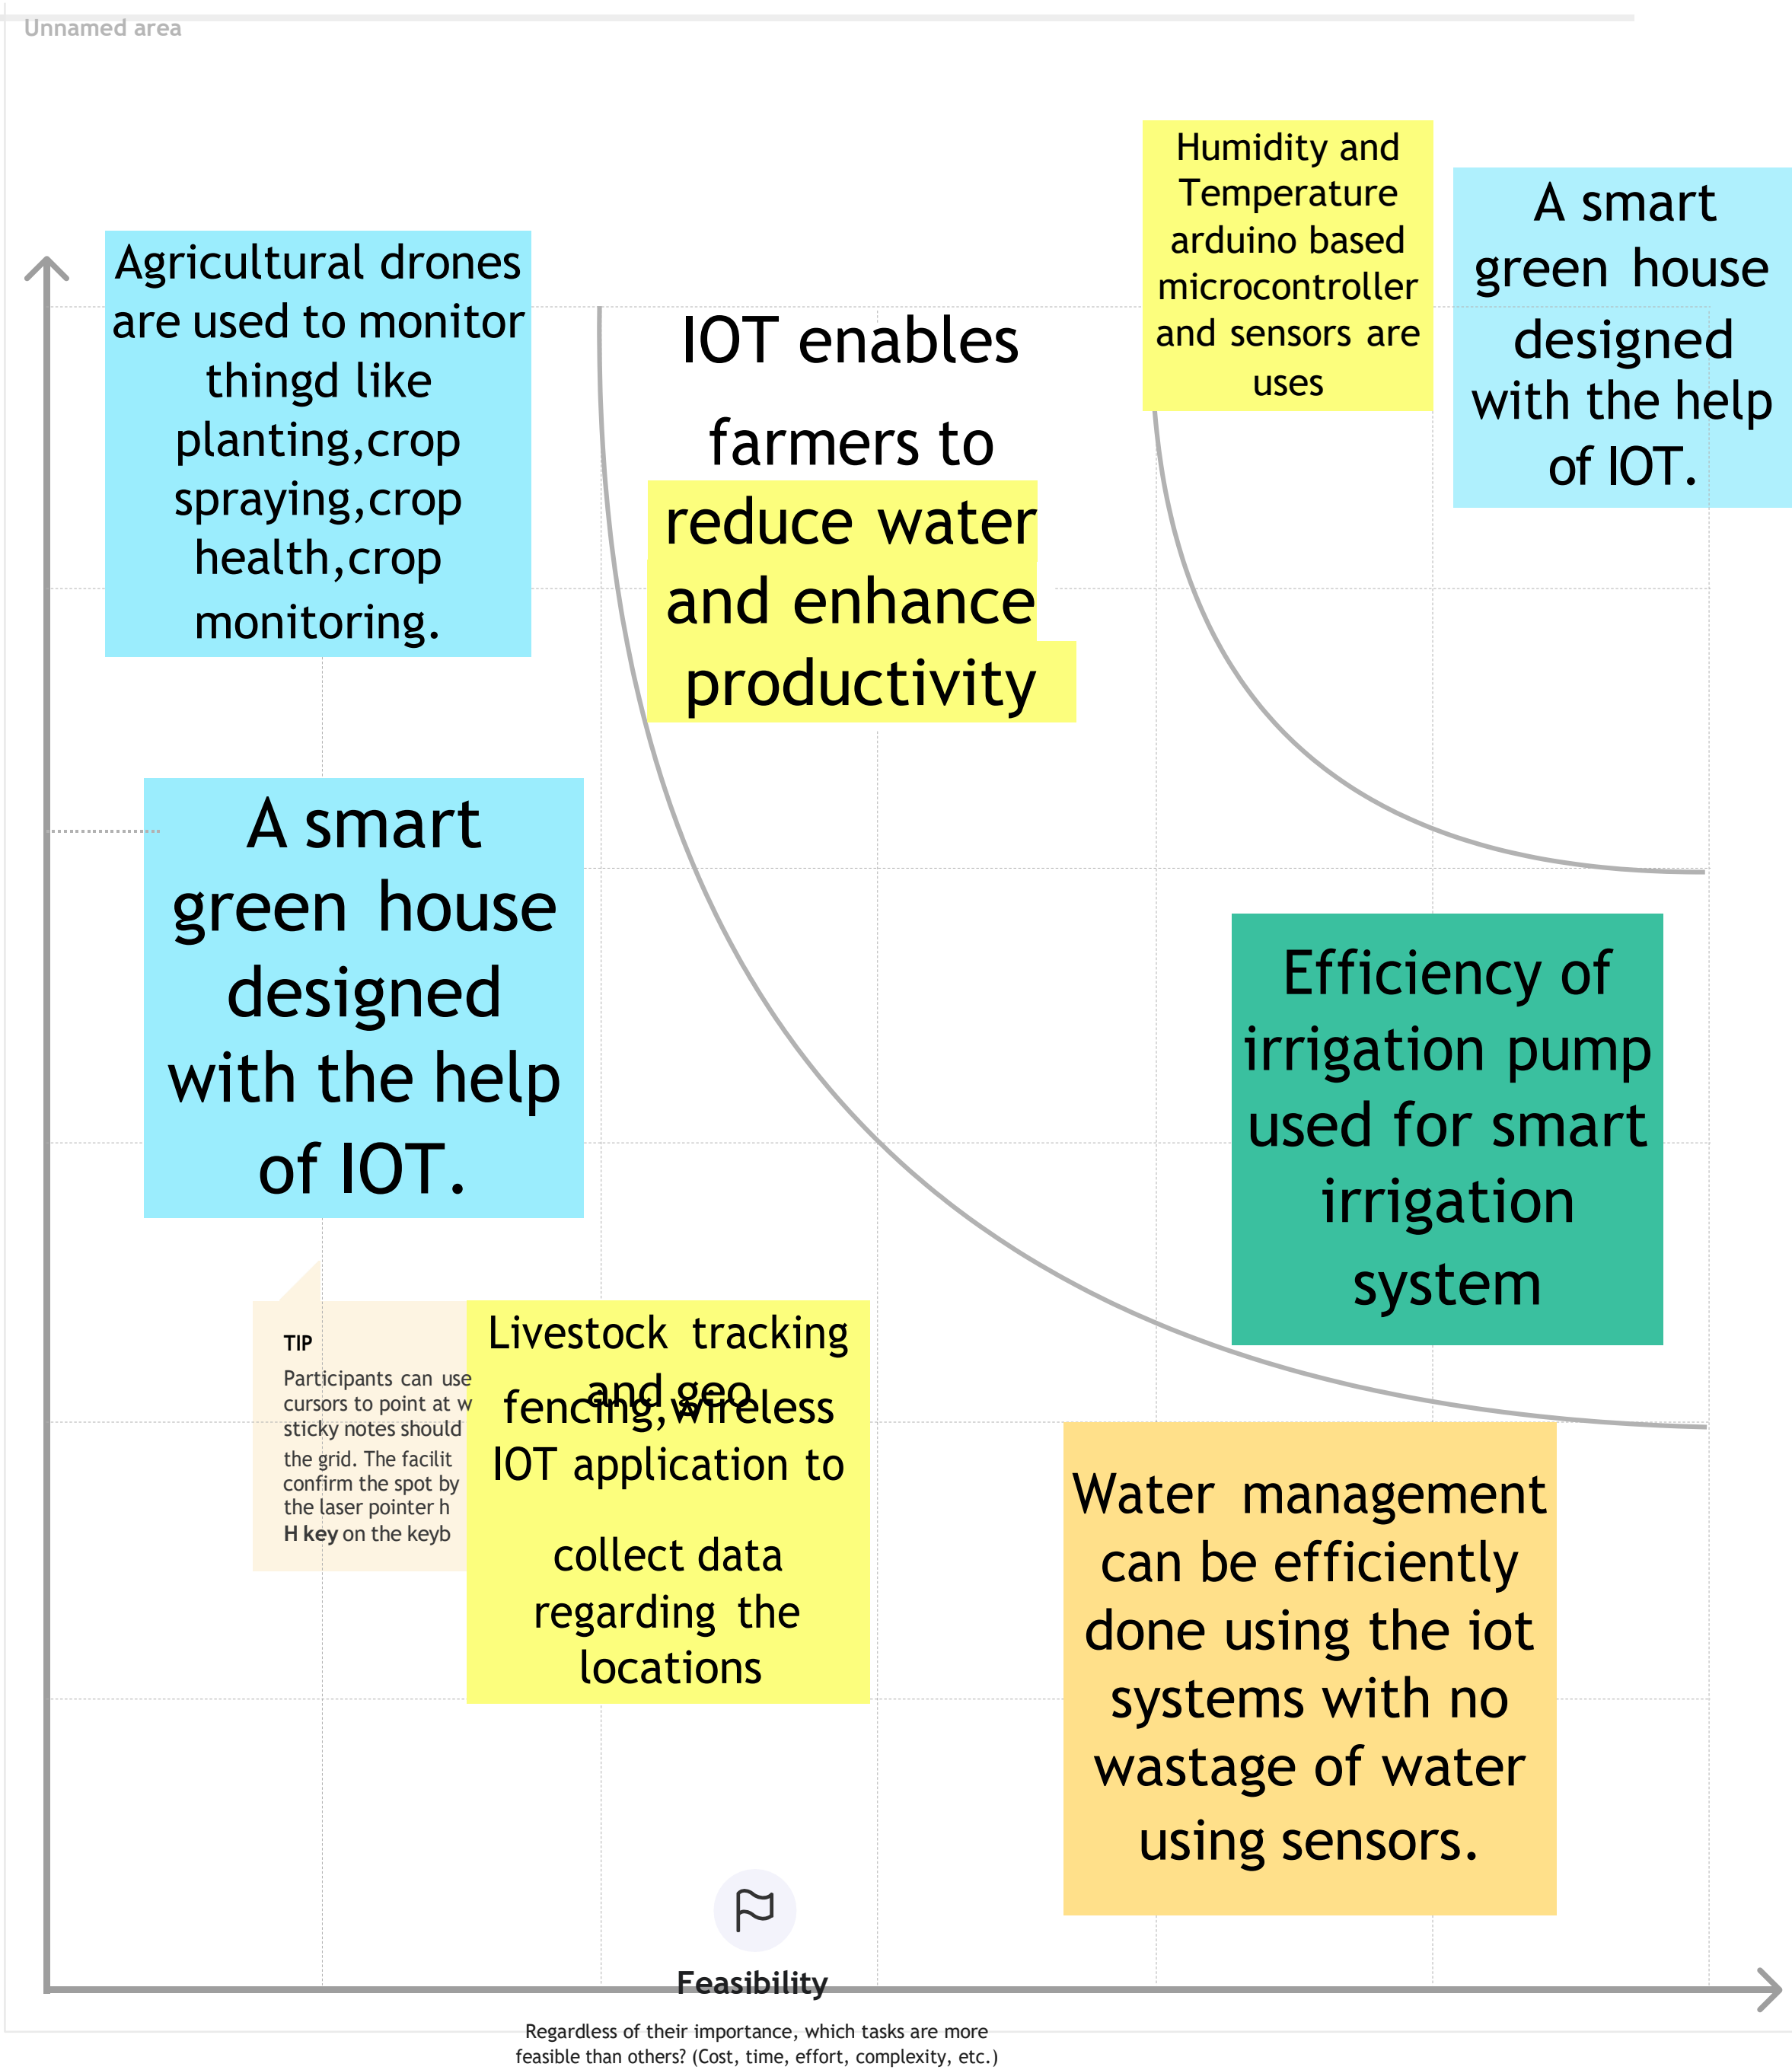 Unnamed area
Agricultural drones
are used to monitor
thingd like
planting,crop
spraying,crop
health,crop
monitoring.
IOT enables
farmers to
reduce water
and enhance
productivity
Humidity and
Temperature
arduino based
microcontroller
and sensors are
uses
A smart
green house
designed
with the help
of IOT.
A smart
green house
designed
with the help
of IOT.
Efficiency of
irrigation pump
used for smart
irrigation
system
TIP
Participants can use
cursors to point at w
sticky notes should
the grid. The facilit
confirm the spot by
the laser pointer h
H key on the keyb
Livestock tracking
and geo
fencing,wireless
IOT application to
collect data
regarding the
locations
Water management
can be efficiently
done using the iot
systems with no
wastage of water
using sensors.
Feasibility
Regardless of their importance, which tasks are more
feasible than others? (Cost, time, effort, complexity, etc.)